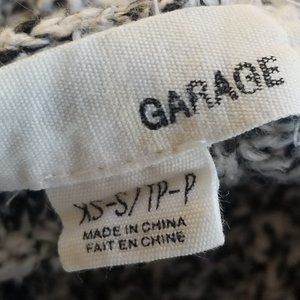 GARAGE
XS-S/TP-P
MADE IN CHINA
FAIT EN CHINE